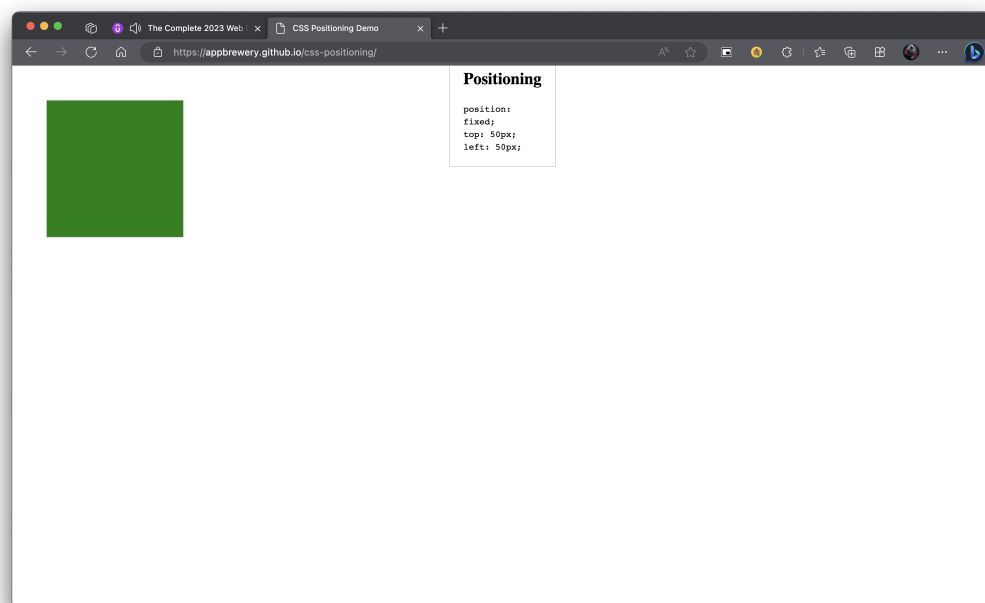 The Complete 2023 Web
CSS Positioning Demo
https://appbrewery.github.io/css-positioning/
Positioning
position:
fixed;
top: 50px;
left: 50px;